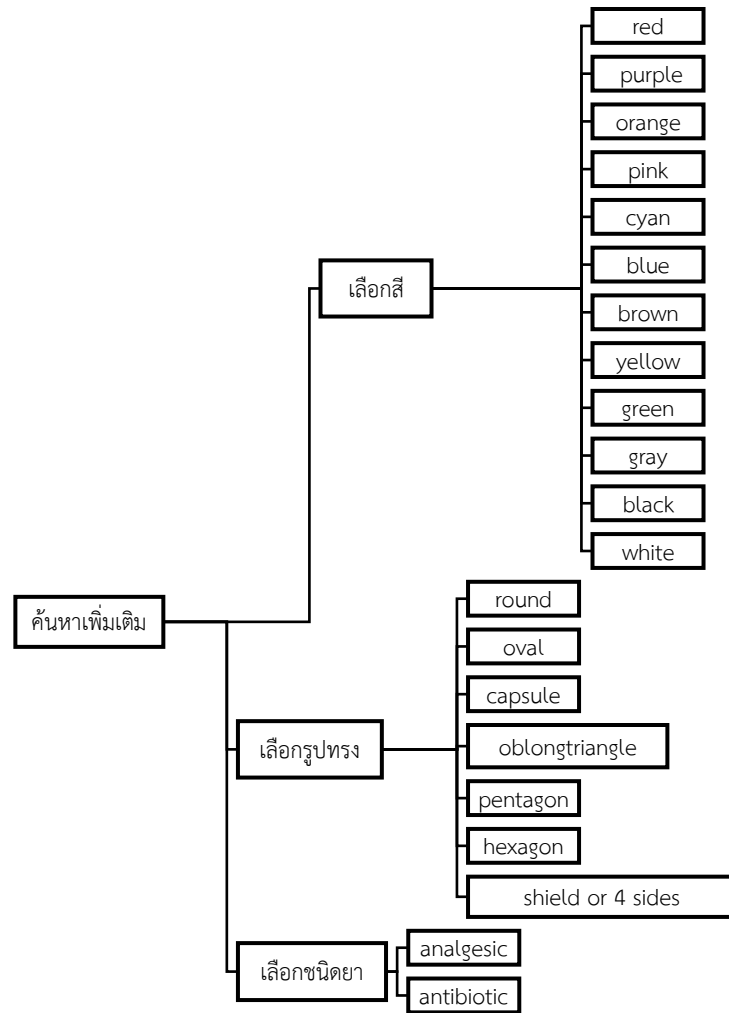 red
purple
orange
pink
cyan
เลือกสี
blue
brown
yellow
green
gray
black
white
ค้นหาเพิ่มเติม
round
oval
capsule
เลือกรูปทรง
oblongtriangle
pentagon
hexagon
shield or 4 sides
เลือกชนิดยา
analgesic
antibiotic